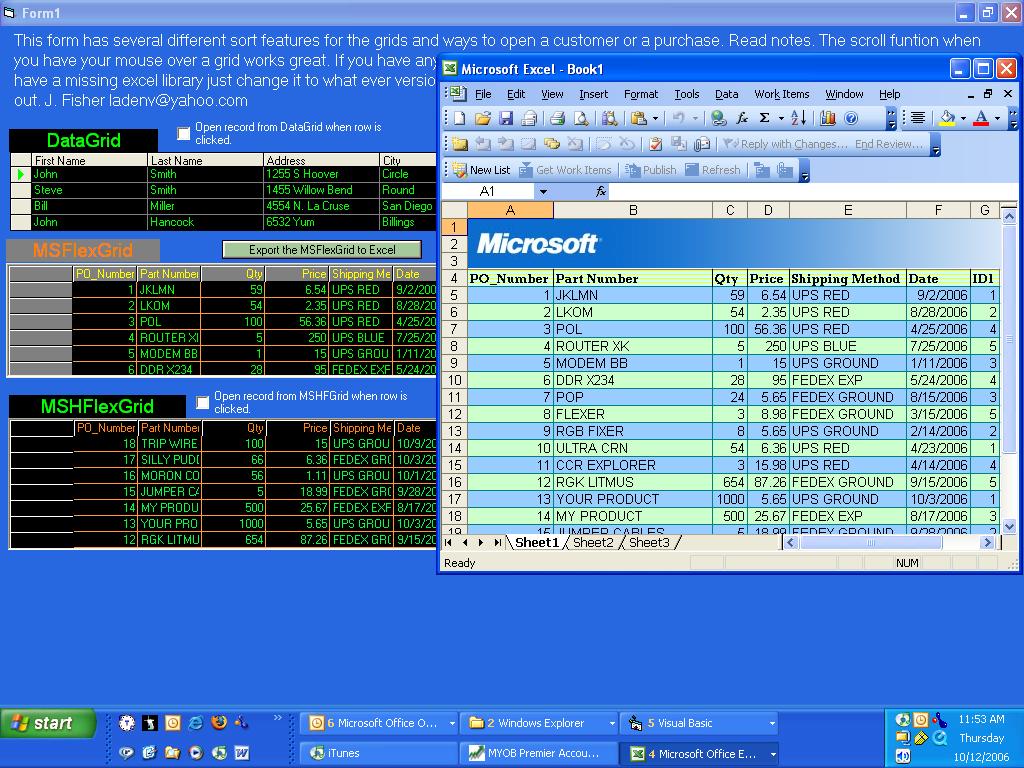 Form1
This form has several different sort features for the grids and ways to open a customer or a purchase. Read notes. The scroll funtion when
you have your mouse over a grid works great. If you have any
have a missing excel library just change it to what ever versio
out. J. Fisher ladenv@yahoo.com
DataGrid
Open record from DataGrid when row is
clicked.
First Name Last Name Address City
John Smith 1255 S Hoover Circle
Steve Smith 1455 Willow Bend Round
Bill Miller 4554 N. La Cruse San Diego
John Hancock 6532 Yum Billings
MSFlexGrid
Export the MSFlexGrid to Excel
PO_Number Part Number Qty Price Shipping Me Date
1 JKLMN 59 6.54 UPS RED 9/2/200
2 LKOM 54 2.35 UPS RED 8/28/20
3 POL 100 56.36 UPS RED 4/25/20
4 ROUTER XI 5 250 UPS BLUE 7/25/20
5 MODEM BB 1 15 UPS GROU 1/11/20
6 DDR X234 28 95 FEDEX EXF 5/24/20
MSHFlexGrid
Open record from MSHFGrid when row is
clicked.
PO_Number Part Number Qty Price Shipping Me Date
18 TRIP WIRE 100 15 UPS GROU 10/9/20
17 SILLY PUD 66 6.36 FEDEX GR 10/3/20
16 MORON CO 56 1.11 UPS GROU 10/1/20
15 JUMPER CA 5 18.99 FEDEX GR 9/28/20
14 MY PRODU 500 25.67 FEDEX EXF 8/17/20
13 YOUR PRO 1000 5.65 UPS GROU 10/3/20
12 RGK LITMU 654 87.26 FEDEX GR 9/15/20
Microsoft Excel - Book1
File Edit View Insert Format Tools Data Work Items Window Help
Reply with Changes... End Review...
New List Get Work Items Publish Refresh
A1 fx
A B C D E F G
1
2 Microsoft
3
4 PO_Number Part Number Qty Price Shipping Method Date ID1
5 1 JKLMN 59 6.54 UPS RED 9/2/2006 1
6 2 LKOM 54 2.35 UPS RED 8/28/2006 2
7 3 POL 100 56.36 UPS RED 4/25/2006 4
8 4 ROUTER XK 5 250 UPS BLUE 7/25/2006 5
9 5 MODEM BB 1 15 UPS GROUND 1/11/2006 3
10 6 DDR X234 28 95 FEDEX EXP 5/24/2006 4
11 7 POP 24 5.65 FEDEX GROUND 8/15/2006 3
12 8 FLEXER 3 8.98 FEDEX GROUND 3/15/2006 5
13 9 RGB FIXER 8 5.65 UPS GROUND 2/14/2006 2
14 10 ULTRA CRN 54 6.36 UPS RED 4/23/2006 1
15 11 CCR EXPLORER 3 15.98 UPS RED 4/14/2006 4
16 12 RGK LITMUS 654 87.26 FEDEX GROUND 9/15/2006 5
17 13 YOUR PRODUCT 1000 5.65 UPS GROUND 10/3/2006 1
18 14 MY PRODUCT 500 25.67 FEDEX EXP 8/17/2006 3
19 15 JUMPER CABLES 5 18.99 FEDEX GROUND 9/28/2006 2
Sheet1 Sheet2 Sheet3
Ready NUM
start
6 Microsoft Office O... 2 Windows Explorer 5 Visual Basic
iTunes MYOB Premier Accou... 4 Microsoft Office E...
11:53 AM
Thursday
10/12/2006